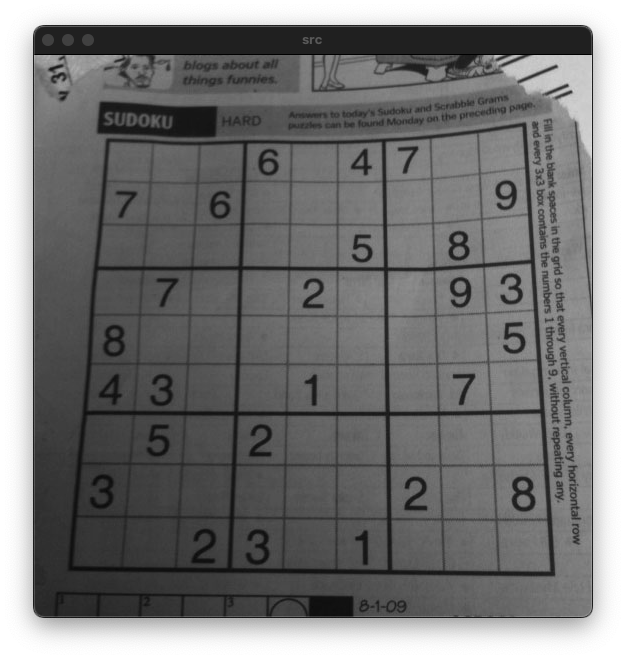 src
31,
blogs about all
things funnies.
SUDOKU HARD
Answers to today's Sudoku and Scrabble Grams
puzzles can be found Monday on the preceding page.
Fill in the blank spaces in the grid so that every vertical column, every horizontal row
and every 3x3 box contains the numbers 1 through 9, without repeating any.
6 4 7
7 6 9
5 8
7 2 9 3
8 5
4 3 1 7
5 2
3 2 8
2 3 1
1 2 3
8-1-09